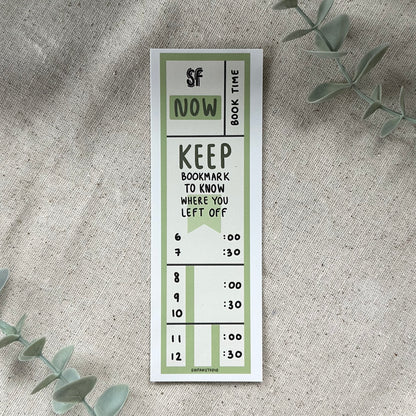 SF
NOW
BOOK TIME
KEEP
BOOKMARK
TO KNOW
WHERE YOU
LEFT OFF
6 :00
7 :30
8
9 :00
10 :30
11 :00
12 :30